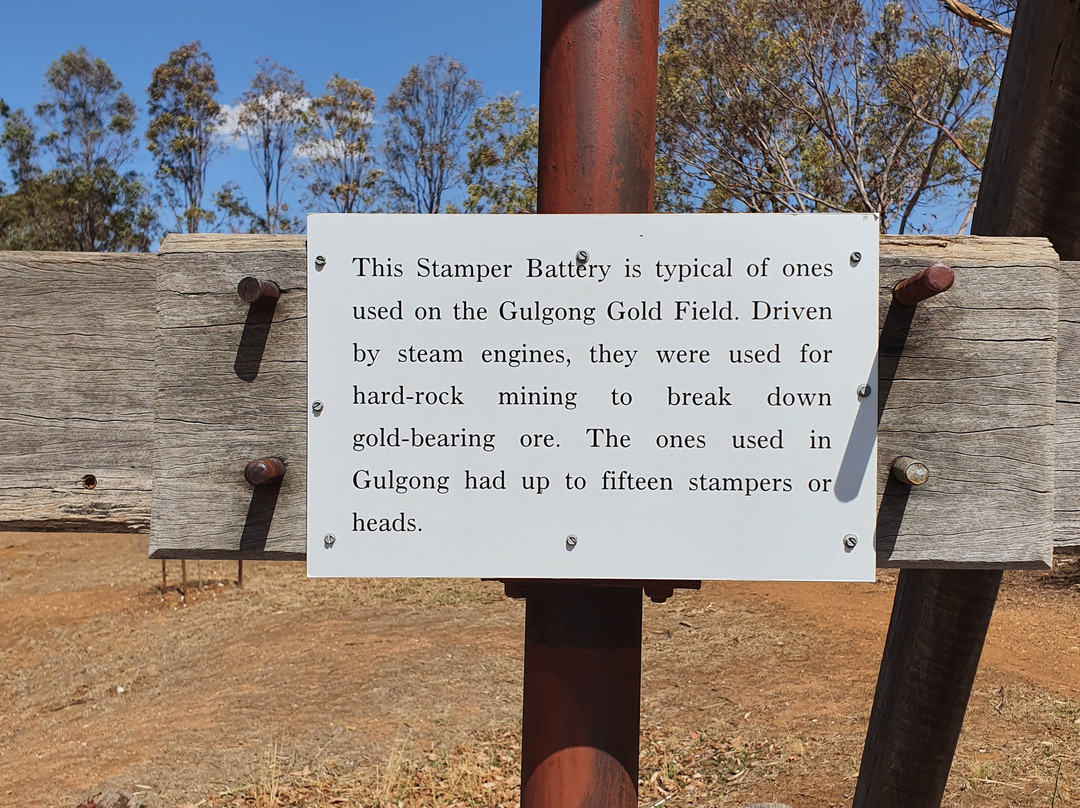 This Stamper Battery is typical of ones
used on the Gulgong Gold Field. Driven
by steam engines, they were used for
hard-rock mining to break down
gold-bearing ore. The ones used in
Gulgong had up to fifteen stampers or
heads.